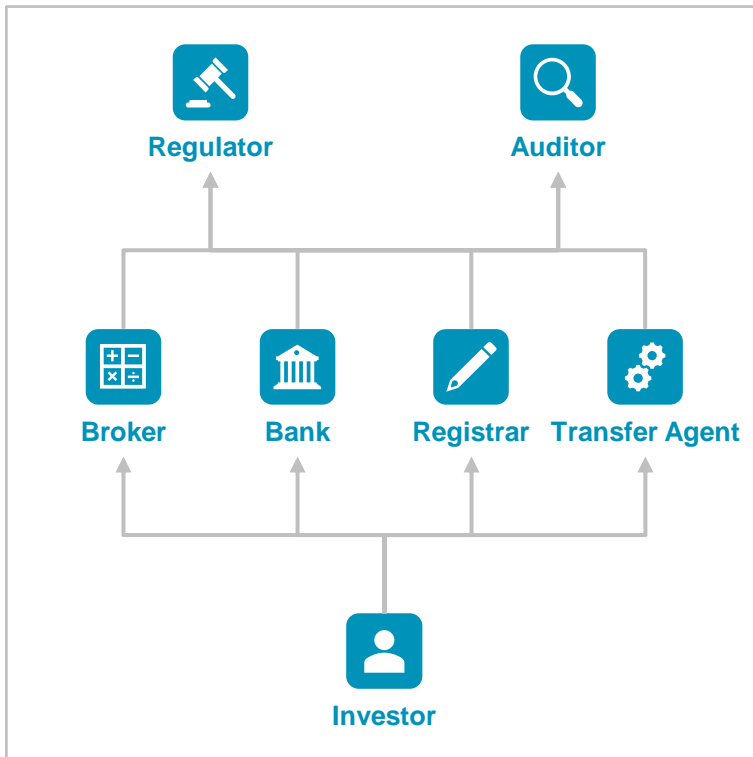 Regulator
Auditor
Broker
Bank
Registrar
Transfer Agent
Investor